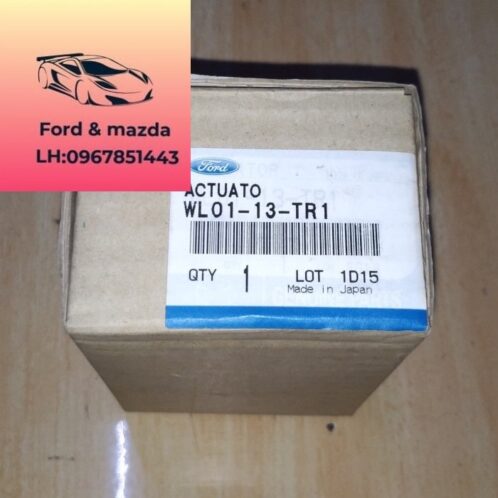 Ford & mazda
LH:0967851443
Ford
ACTUATO
WL01-13-TR1
QTY 1 LOT 1D15
Made in Japan